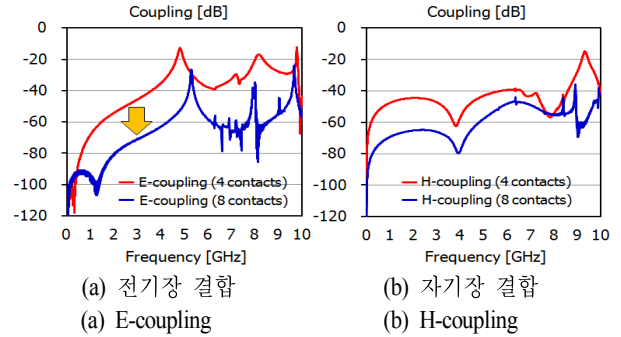 Coupling [dB]
0
-20
-40
-60
-80
-100
-120
E-coupling (4 contacts)
E-coupling (8 contacts)
0 1 2 3 4 5 6 7 8 9 10
Frequency [GHz]
(a) 전기장 결합
(a) E-coupling
Coupling [dB]
0
-20
-40
-60
-80
-100
-120
H-coupling (4 contacts)
H-coupling (8 contacts)
0 1 2 3 4 5 6 7 8 9 10
Frequency [GHz]
(b) 자기장 결합
(b) H-coupling